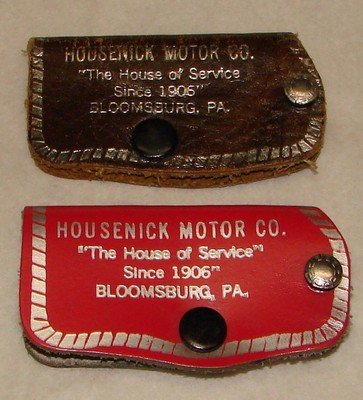 HOUSENICK MOTOR CO.
"The House of Service
Since 1906"
BLOOMSBURG, PA.
HOUSENICK MOTOR CO.
"The House of Service"
Since 1906"
BLOOMSBURG, PA.